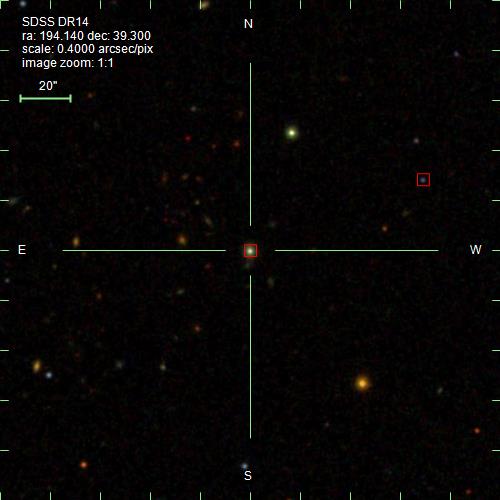 SDSS DR14
ra: 194.140 dec: 39.300
scale: 0.4000 arcsec/pix
image zoom: 1:1
20"
N
E
W
S